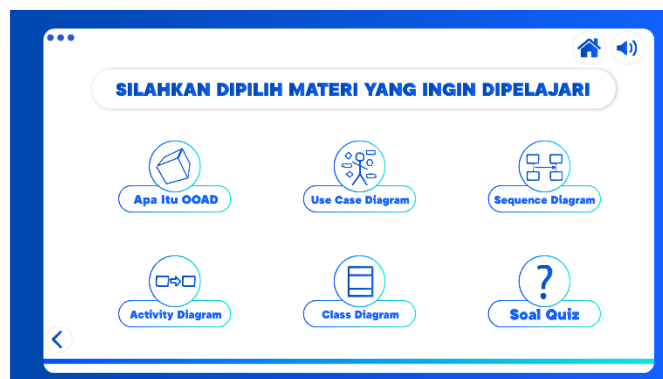 SILAHKAN DIPILIH MATERI YANG INGIN DIPELAJARI
Apa Itu OOAD
Use Case Diagram
Sequence Diagram
Activity Diagram
Class Diagram
?
Soal Quiz